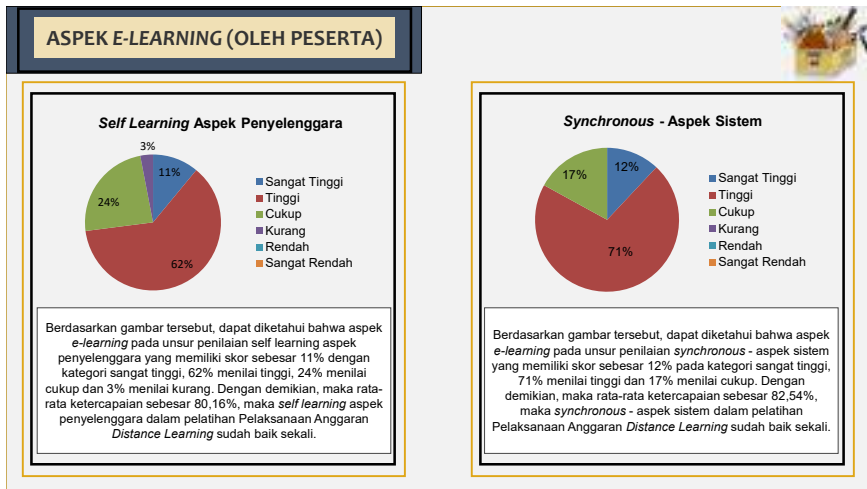 ASPEK E-LEARNING (OLEH PESERTA)
Self Learning Aspek Penyelenggara
3%
11%
24%
62%
Sangat Tinggi
Tinggi
Cukup
Kurang
Rendah
Sangat Rendah
Berdasarkan gambar tersebut, dapat diketahui bahwa aspek
e-learning pada unsur penilaian self learning aspek
penyelenggara yang memiliki skor sebesar 11% dengan
kategori sangat tinggi, 62% menilai tinggi, 24% menilai
cukup dan 3% menilai kurang. Dengan demikian, maka rata-
rata ketercapaian sebesar 80,16%, maka self learning aspek
penyelenggara dalam pelatihan Pelaksanaan Anggaran
Distance Learning sudah baik sekali.
Synchronous - Aspek Sistem
12%
17%
71%
Sangat Tinggi
Tinggi
Cukup
Kurang
Rendah
Sangat Rendah
Berdasarkan gambar tersebut, dapat diketahui bahwa aspek
e-learning pada unsur penilaian synchronous - aspek sistem
yang memiliki skor sebesar 12% pada kategori sangat tinggi,
71% menilai tinggi dan 17% menilai cukup. Dengan
demikian, maka rata-rata ketercapaian sebesar 82,54%,
maka synchronous - aspek sistem dalam pelatihan
Pelaksanaan Anggaran Distance Learning sudah baik sekali.